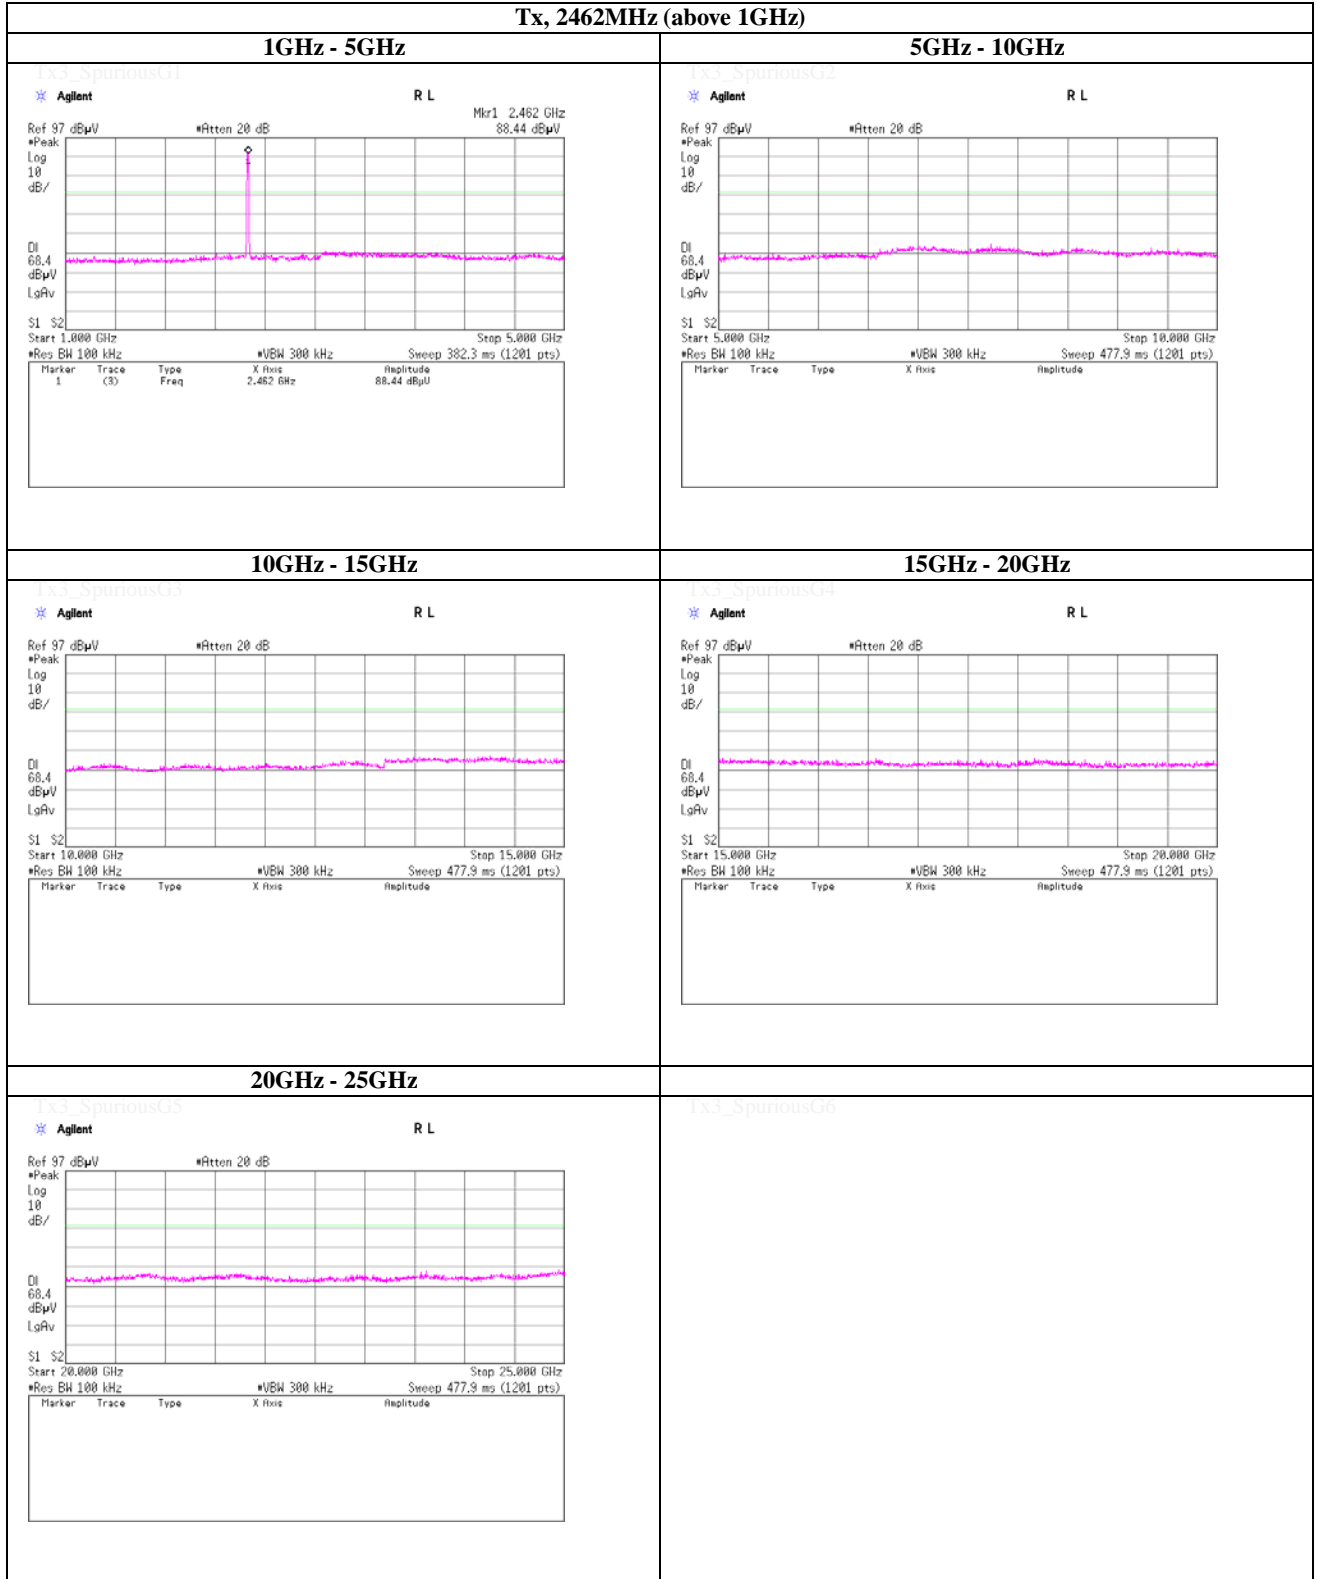 Tx, 2462MHz (above 1GHz)
1GHz - 5GHz
Tx3_SpuriousG1
Agilent R L
Mkr1 2.462 GHz
Ref 97 dBµV #Atten 20 dB 88.44 dBµV
#Peak
Log
10
dB/
1
DI
68.4
dBµV
LgAv
S1 S2
Start 1.000 GHz Stop 5.000 GHz
#Res BW 100 kHz #VBW 300 kHz Sweep 382.3 ms (1201 pts)
Marker Trace Type X Axis Amplitude
1 (3) Freq 2.462 GHz 88.44 dBµV
5GHz - 10GHz
Tx3_SpuriousG2
Agilent R L
Ref 97 dBµV #Atten 20 dB
#Peak
Log
10
dB/
DI
68.4
dBµV
LgAv
S1 S2
Start 5.000 GHz Stop 10.000 GHz
#Res BW 100 kHz #VBW 300 kHz Sweep 477.9 ms (1201 pts)
Marker Trace Type X Axis Amplitude
10GHz - 15GHz
Tx3_SpuriousG3
Agilent R L
Ref 97 dBµV #Atten 20 dB
#Peak
Log
10
dB/
DI
68.4
dBµV
LgAv
S1 S2
Start 10.000 GHz Stop 15.000 GHz
#Res BW 100 kHz #VBW 300 kHz Sweep 477.9 ms (1201 pts)
Marker Trace Type X Axis Amplitude
15GHz - 20GHz
Tx3_SpuriousG4
Agilent R L
Ref 97 dBµV #Atten 20 dB
#Peak
Log
10
dB/
DI
68.4
dBµV
LgAv
S1 S2
Start 15.000 GHz Stop 20.000 GHz
#Res BW 100 kHz #VBW 300 kHz Sweep 477.9 ms (1201 pts)
Marker Trace Type X Axis Amplitude
20GHz - 25GHz
Tx3_SpuriousG5
Agilent R L
Ref 97 dBµV #Atten 20 dB
#Peak
Log
10
dB/
DI
68.4
dBµV
LgAv
S1 S2
Start 20.000 GHz Stop 25.000 GHz
#Res BW 100 kHz #VBW 300 kHz Sweep 477.9 ms (1201 pts)
Marker Trace Type X Axis Amplitude
Tx3_SpuriousG6